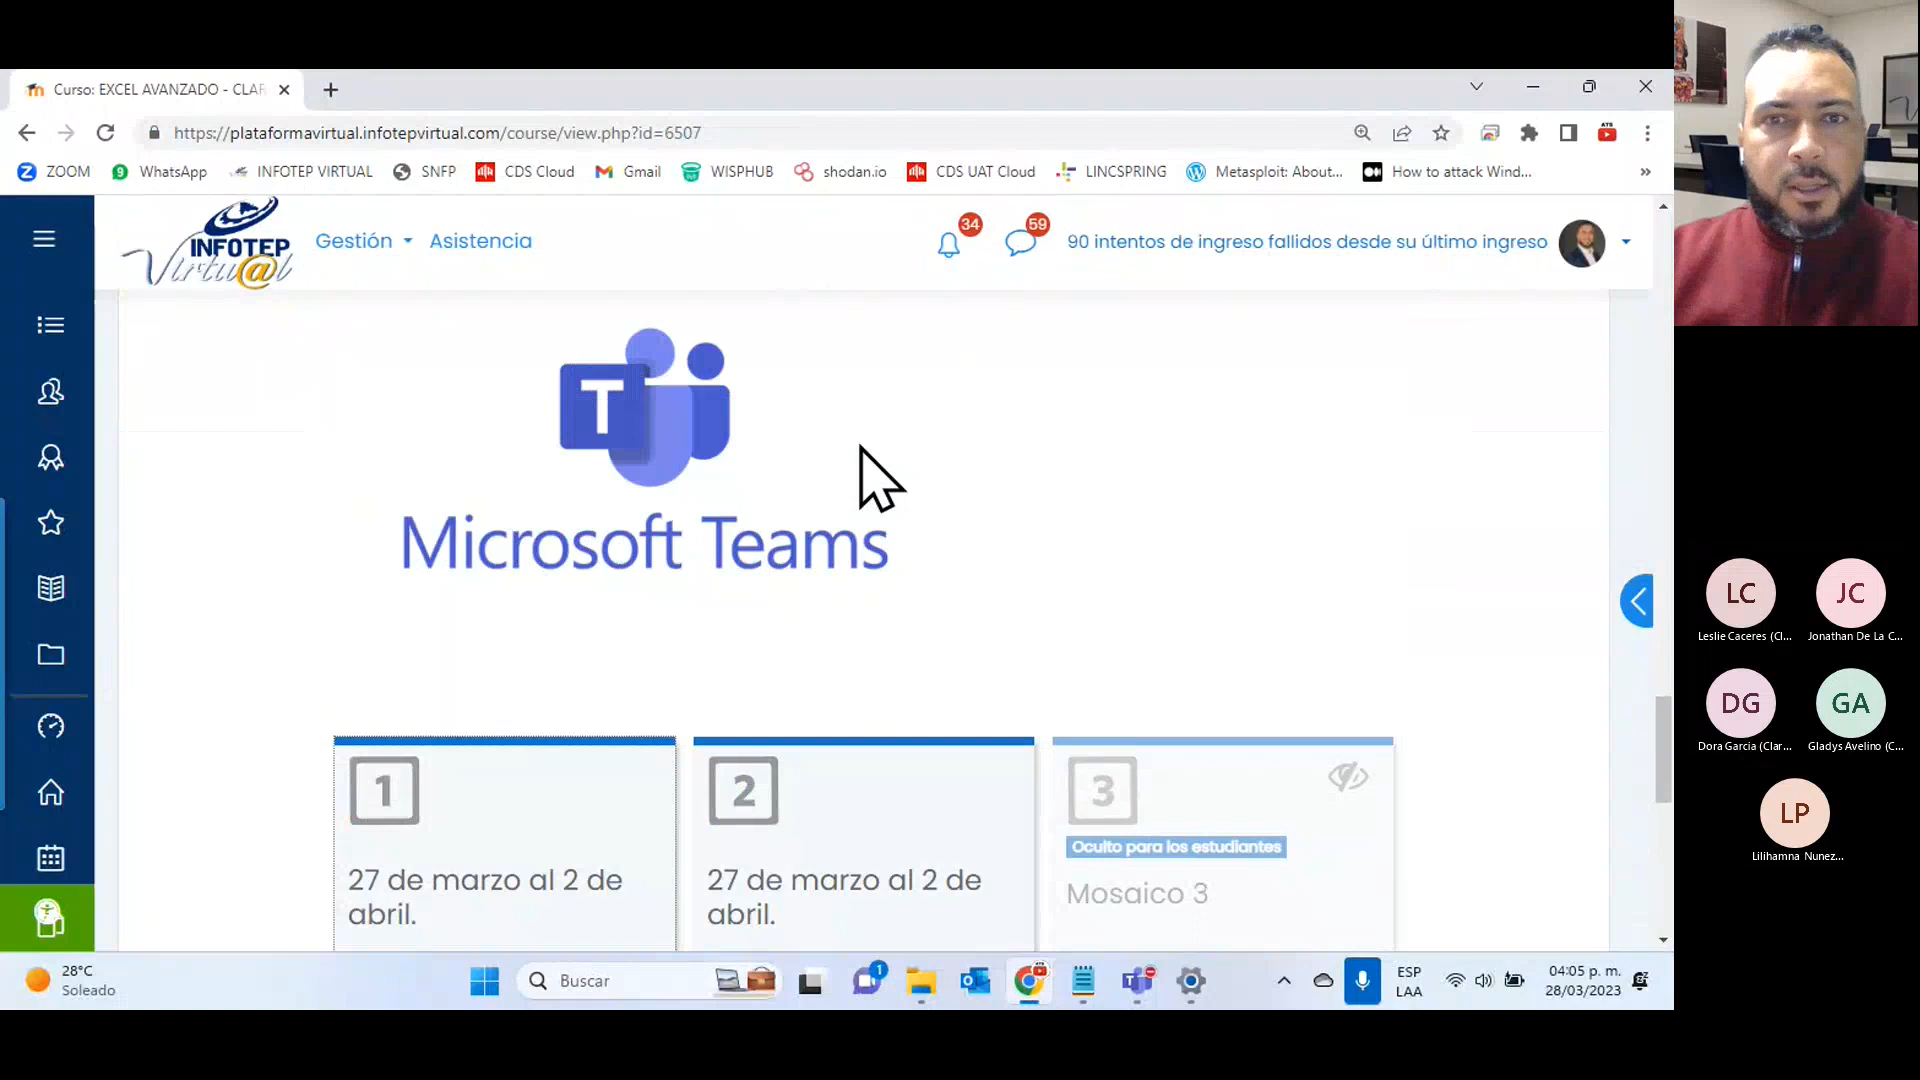 Curso: EXCEL AVANZADO - CLAR
https://plataformavirtual.infotepvirtual.com/course/view.php?id=6507
ZOOM
WhatsApp
INFOTEP VIRTUAL
SNFP
CDS Cloud
Gmail
WISPHUB
shodan.io
CDS UAT Cloud
LINCSPRING
Metasploit: About...
How to attack Wind...
»
INFOTEP
Virtu@l
Gestión
Asistencia
34
59
90 intentos de ingreso fallidos desde su último ingreso
T
Microsoft Teams
1
2
3
Oculto para los estudiantes
27 de marzo al 2 de
abril.
27 de marzo al 2 de
abril.
Mosaico 3
LC
Leslie Caceres (Cl...
JC
Jonathan De La C...
DG
Dora Garcia (Clar...
GA
Gladys Avelino (C...
LP
Lilihamna Nunez...
28°C
Soleado
Buscar
1
ESP
LAA
04:05 p. m.
28/03/2023